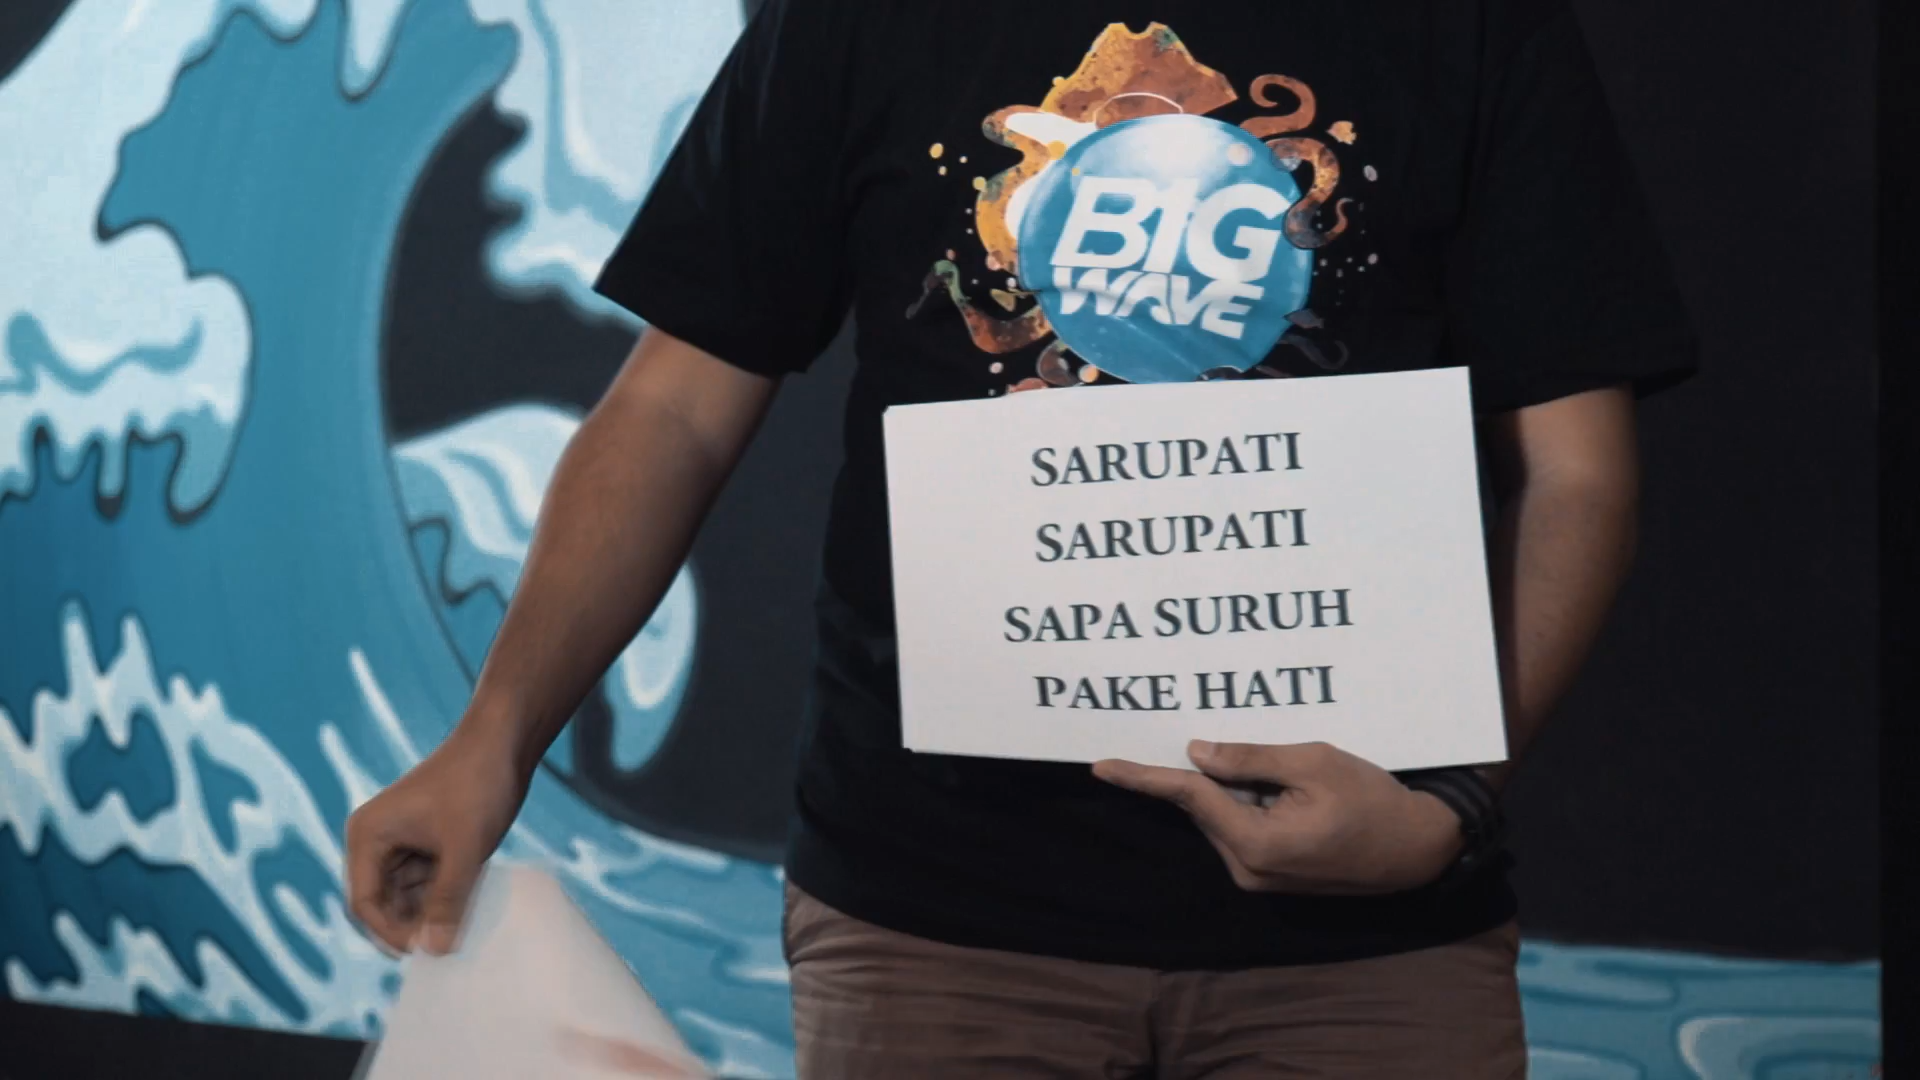 BIG
WAVE
SARUPATI
SARUPATI
SAPA SURUH
PAKE HATI